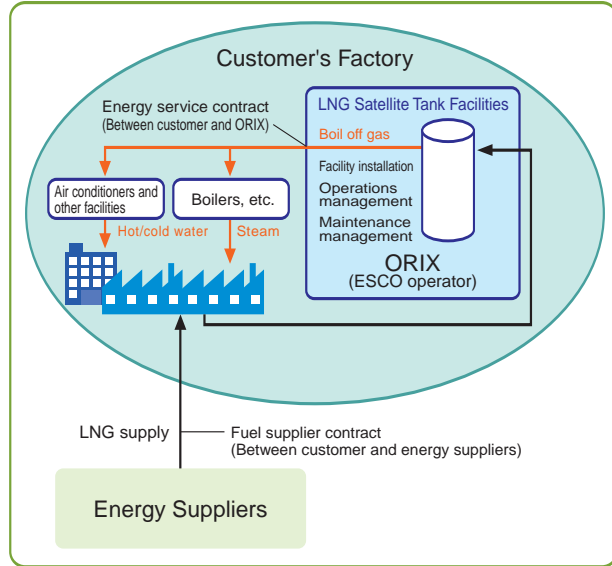 Customer's Factory
Energy service contract
(Between customer and ORIX)
LNG Satellite Tank Facilities
Boil off gas
Facility installation
Operations
management
Maintenance
management
ORIX
(ESCO operator)
Air conditioners and
other facilities
Boilers, etc.
Hot/cold water
Steam
LNG supply
Fuel supplier contract
(Between customer and energy suppliers)
Energy Suppliers